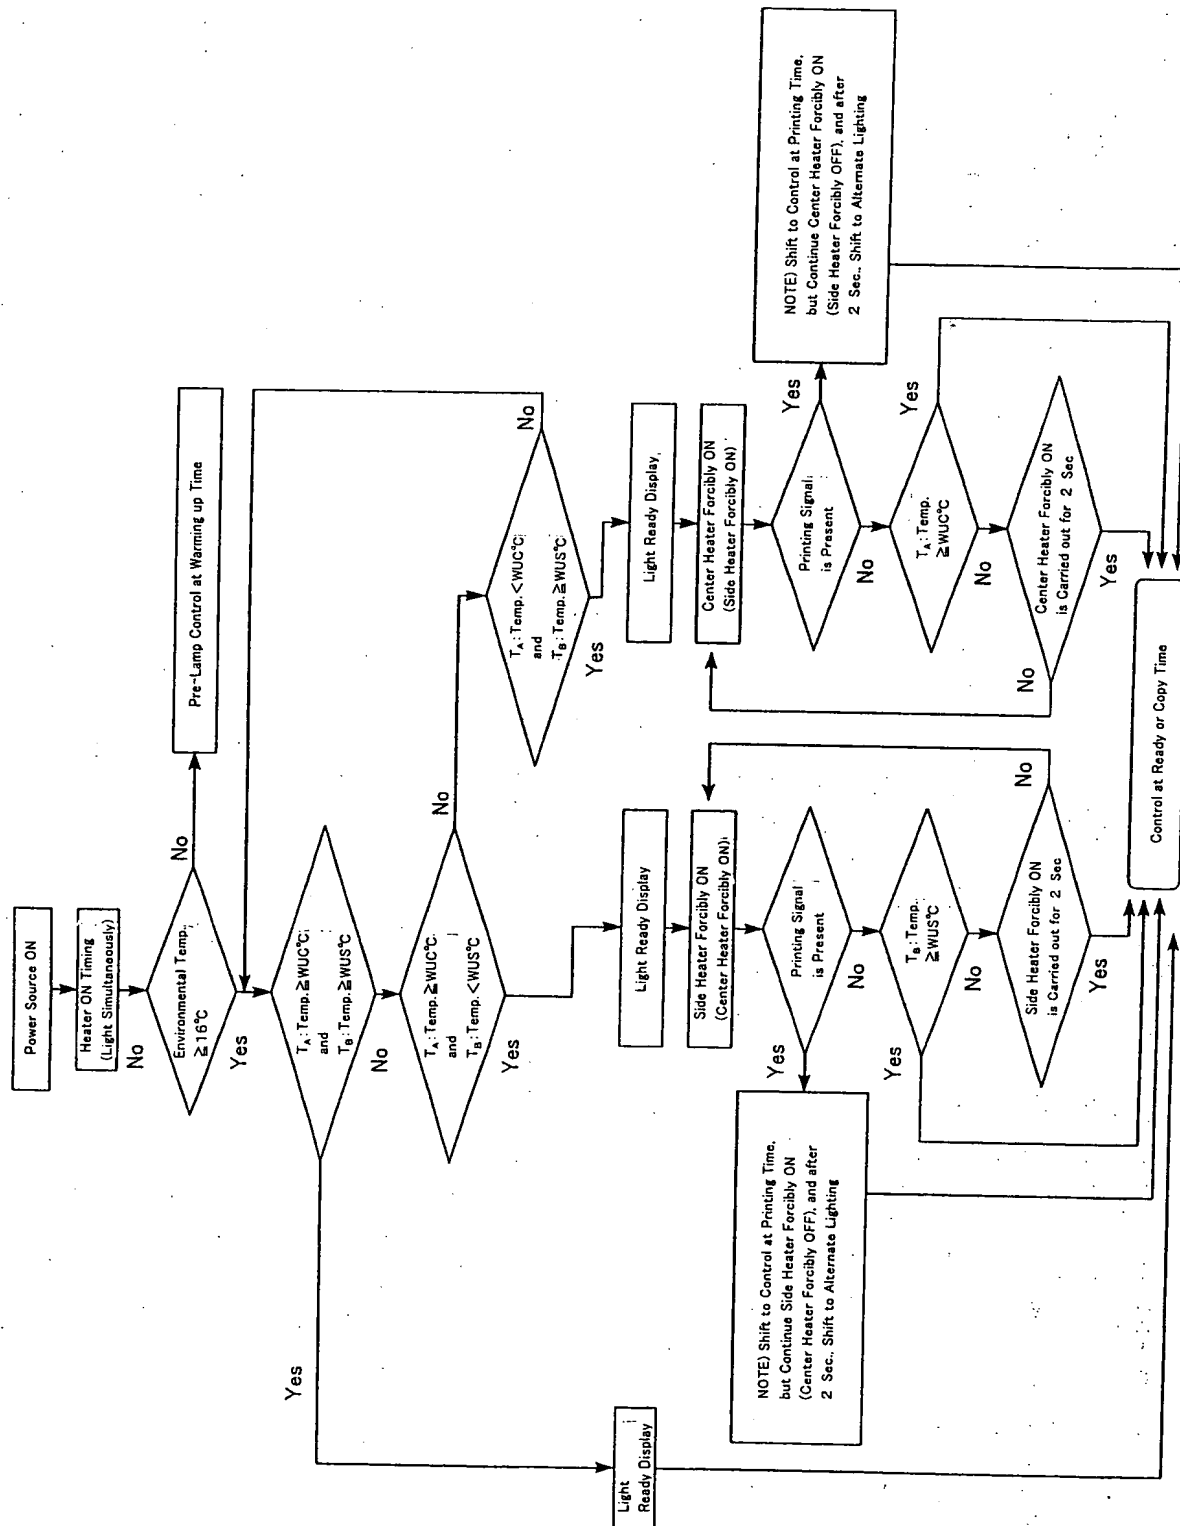 Power Source ON
Heater ON Timing
(Light Simultaneously)
No
Environmental Temp.
≧16℃
No
Pre-Lamp Control at Warming up Time
Yes
TA:Temp.≧WUC℃
and
TB:Temp.≧WUS℃
Yes
No
TA:Temp.≧WUC℃
and
TB:Temp.<WUS℃
No
Yes
TA:Temp.<WUC℃
and
TB:Temp.≧WUS℃
No
Yes
Light
Ready Display
Light Ready Display
Side Heater Forcibly ON
(Center Heater Forcibly ON)
Printing Signal
is Present
Yes
No
NOTE) Shift to Control at Printing Time,
but Continue Side Heater Forcibly ON
(Center Heater Forcibly OFF), and after
2 Sec., Shift to Alternate Lighting
TB:Temp.
≧WUS℃
Yes
No
Side Heater Forcibly ON
is Carried out for 2 Sec
No
Yes
Light Ready Display
Center Heater Forcibly ON
(Side Heater Forcibly ON)
Printing Signal
is Present
Yes
No
NOTE) Shift to Control at Printing Time,
but Continue Center Heater Forcibly ON
(Side Heater Forcibly OFF), and after
2 Sec., Shift to Alternate Lighting
TA:Temp.
≧WUC℃
Yes
No
Center Heater Forcibly ON
is Carried out for 2 Sec
No
Yes
Control at Ready or Copy Time